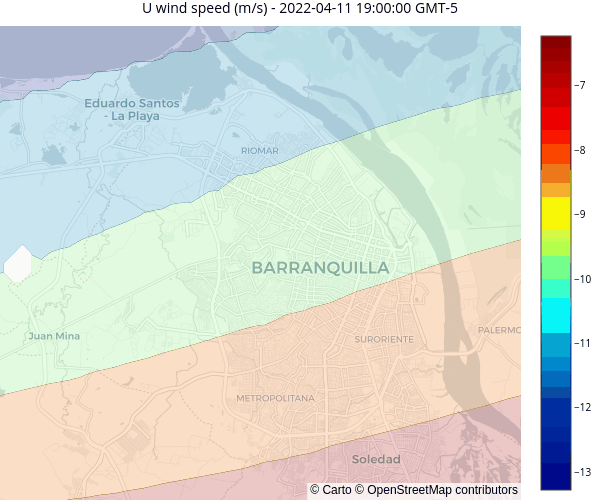 U wind speed (m/s) - 2022-04-11 19:00:00 GMT-5
Eduardo Santos
- La Playa
RIOMAR
BARRANQUILLA
Juan Mina
SURORIENTE
PALERMO
METROPOLITANA
Soledad
© Carto © OpenStreetMap contributors
−7
−8
−9
−10
−11
−12
−13